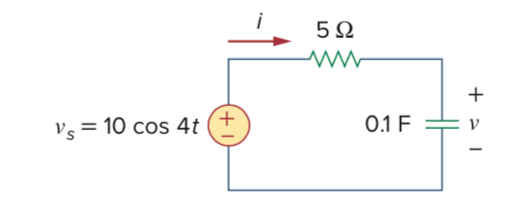 i
5 Ω
v_s = 10 cos 4t
+
−
0.1 F
+
v
−